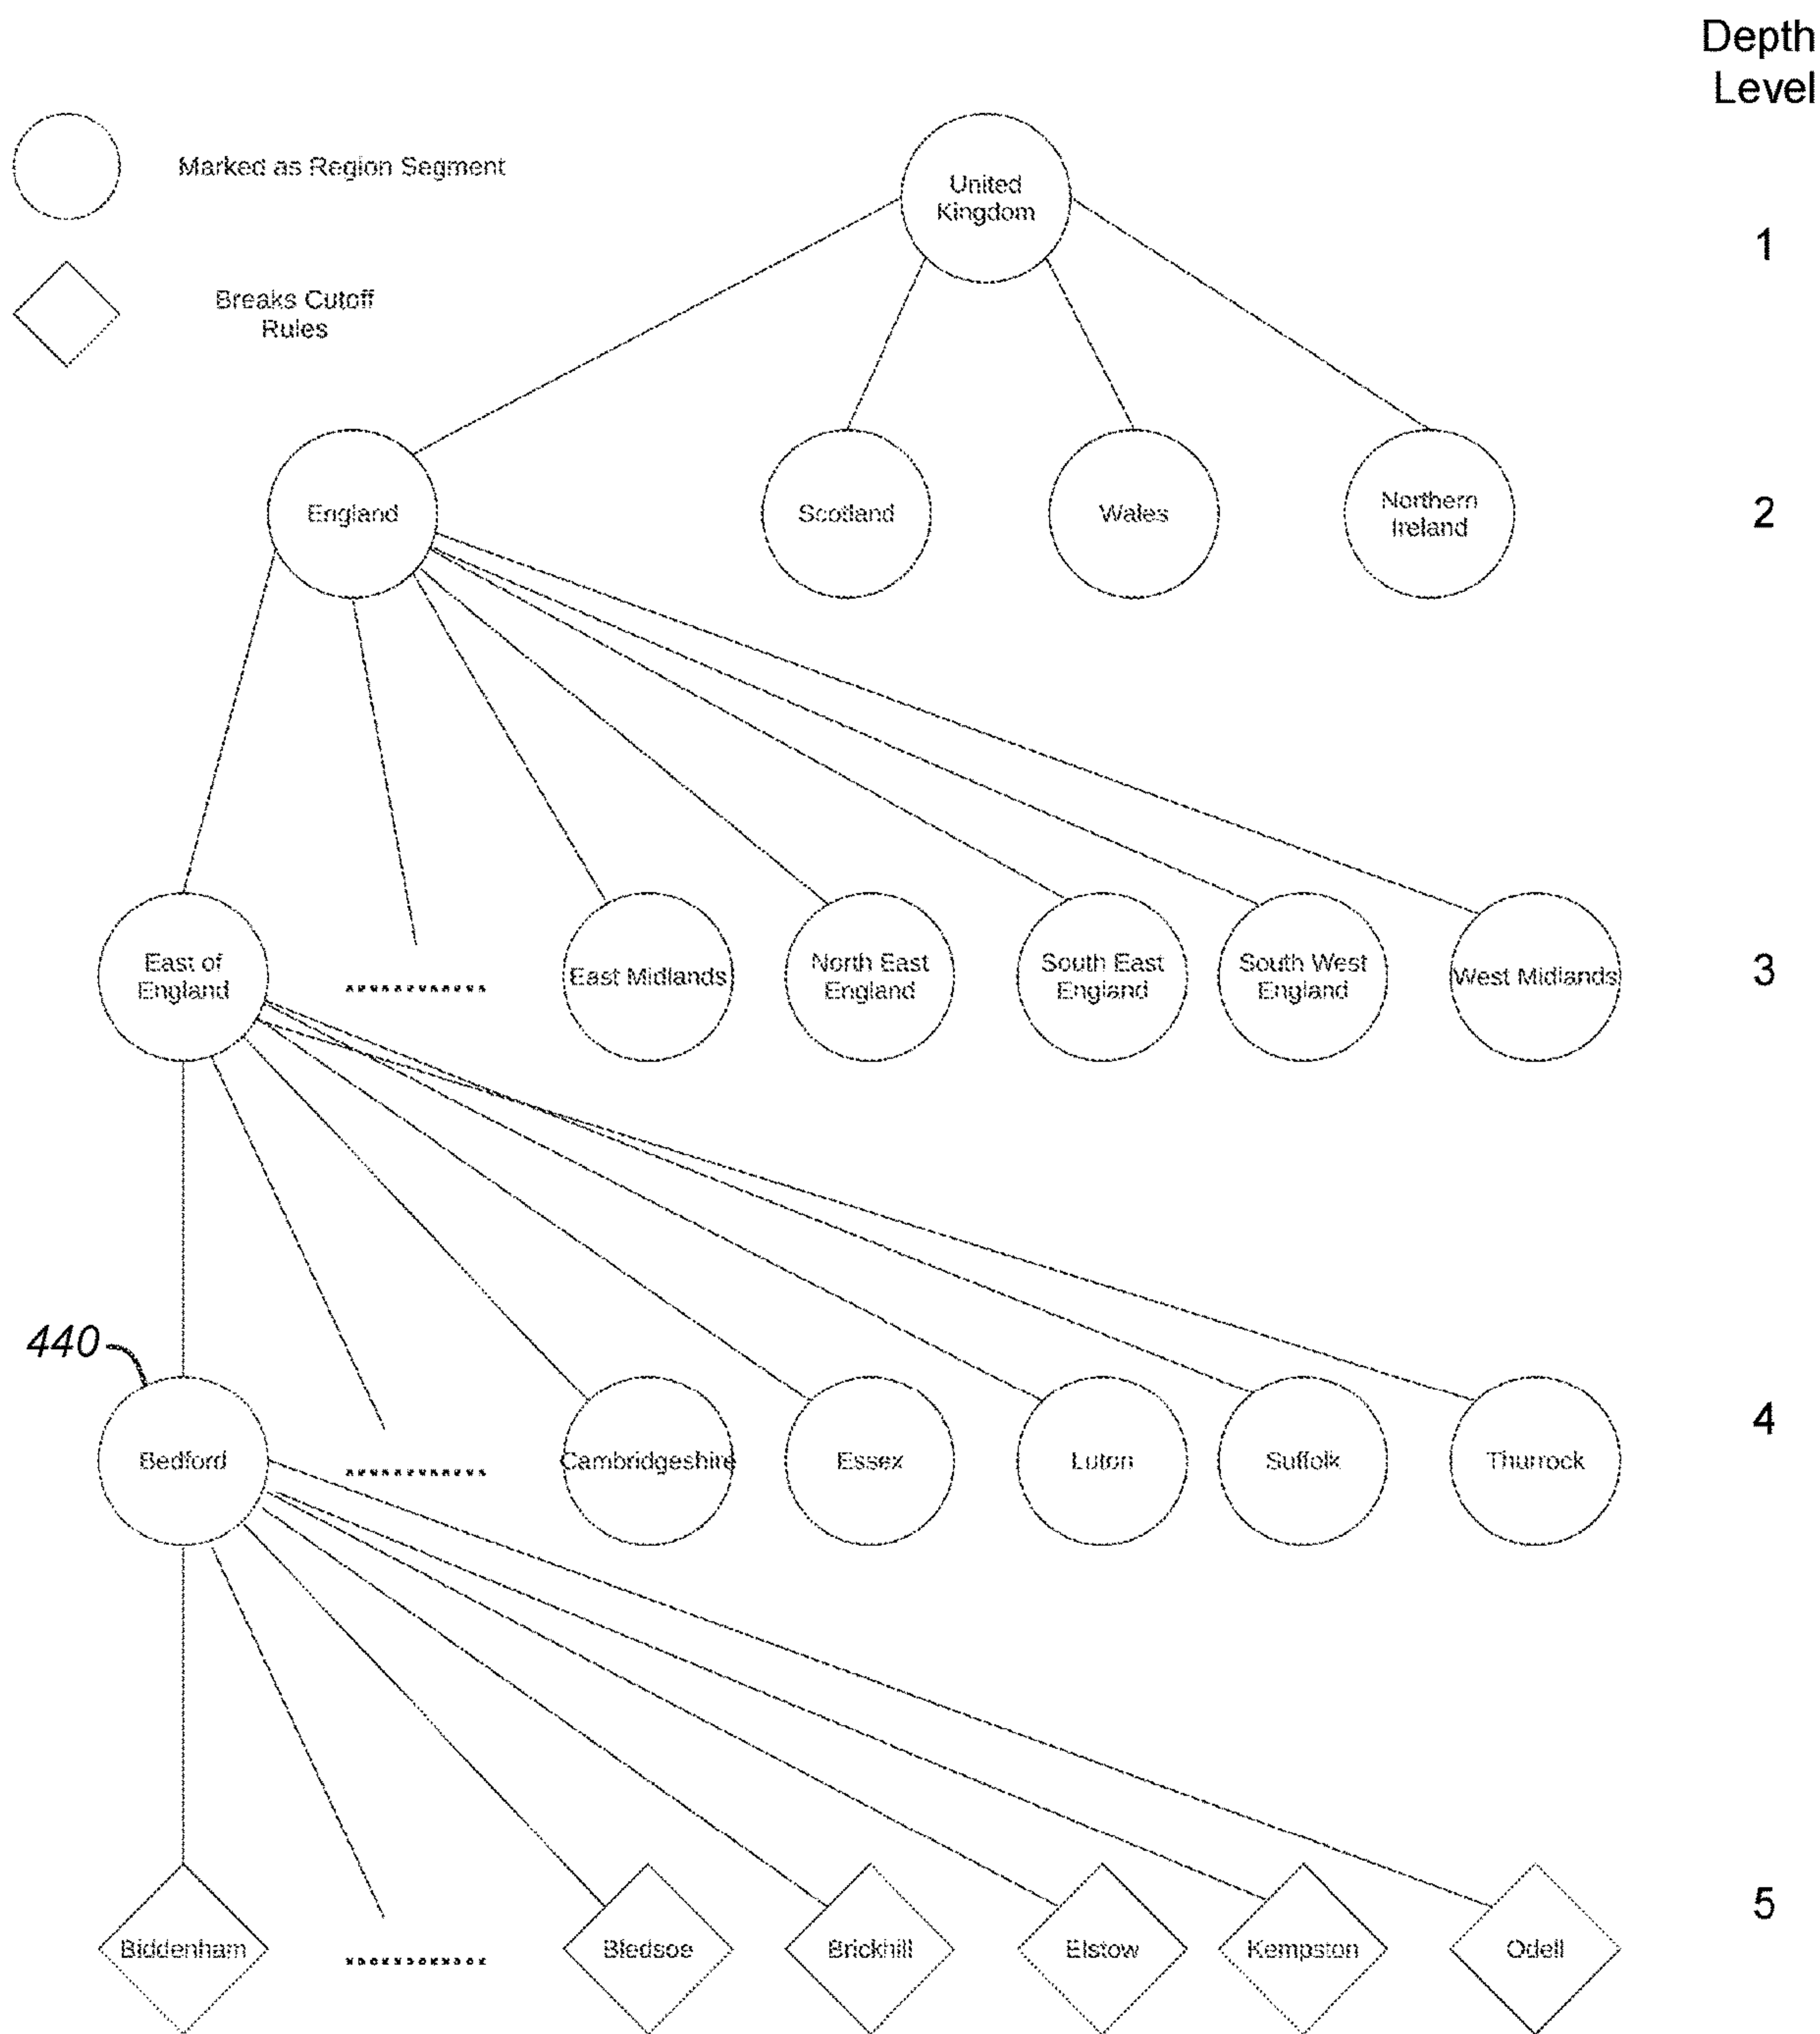 Depth
Level
Marked as Region Segment
Breaks Cutoff
Rules
United
Kingdom
1
England
Scotland
Wales
Northern
Ireland
2
East of
England
East Midlands
North East
England
South East
England
South West
England
West Midlands
3
440
Bedford
Cambridgeshire
Essex
Luton
Suffolk
Thurrock
4
Biddenham
Bledsoe
Brickhill
Elstow
Kempston
Odell
5